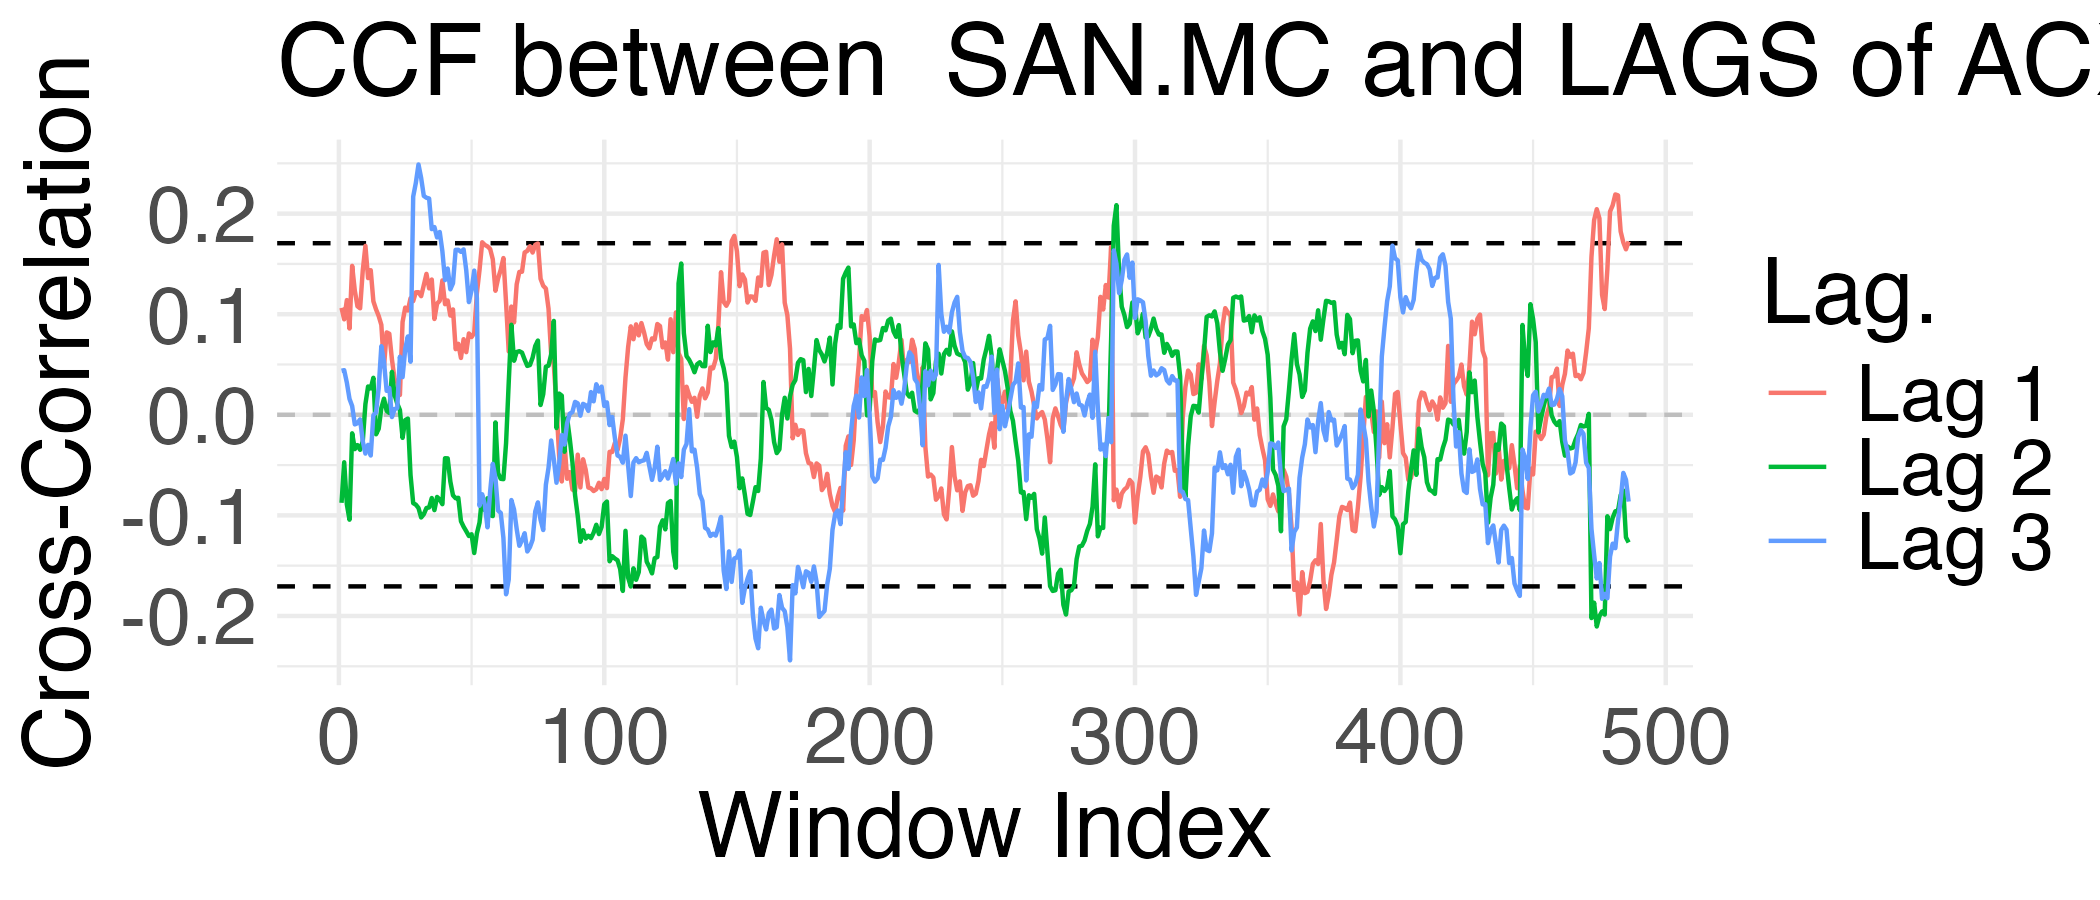 CCF between SAN.MC and LAGS of AC
Cross-Correlation
0.2
0.1
0.0
-0.1
-0.2
0 100 200 300 400 500
Window Index
Lag.
Lag 1
Lag 2
Lag 3